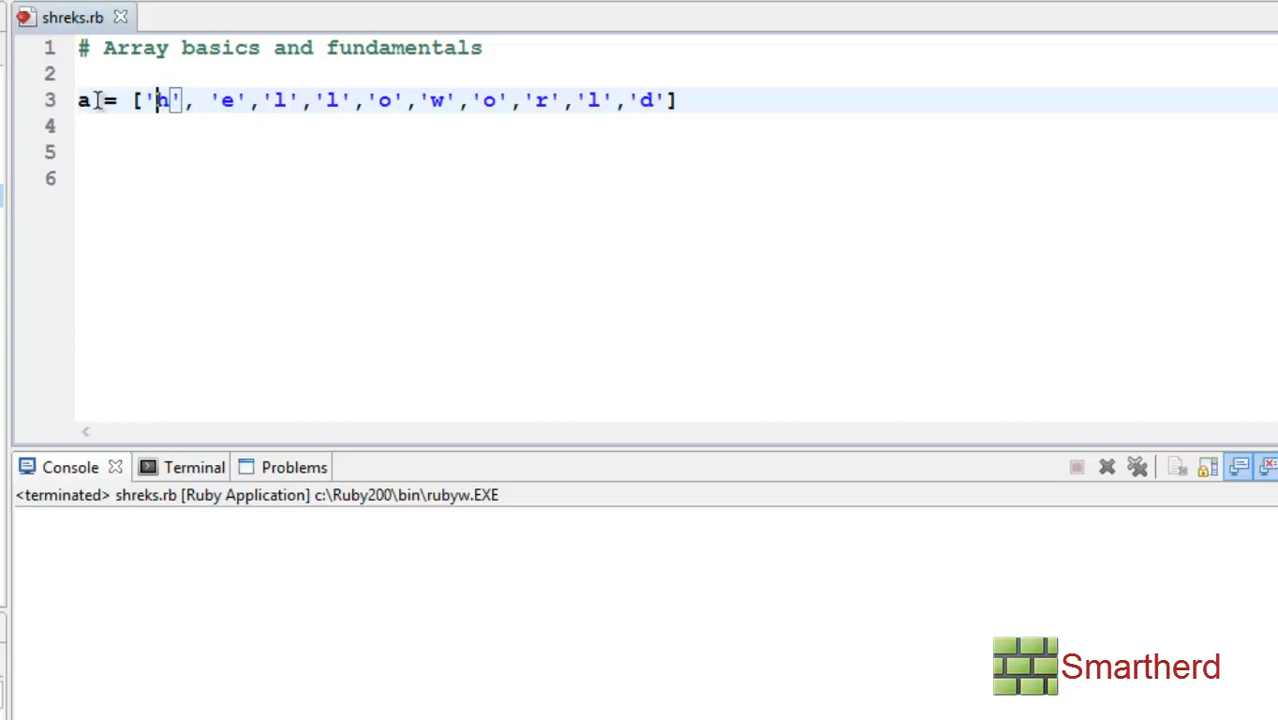 shreks.rb
1 # Array basics and fundamentals
2
3 a = ['h', 'e','l','l','o','w','o','r','l','d']
4
5
6
Console Terminal Problems
<terminated> shreks.rb [Ruby Application] c:\Ruby200\bin\rubyw.EXE
Smartherd